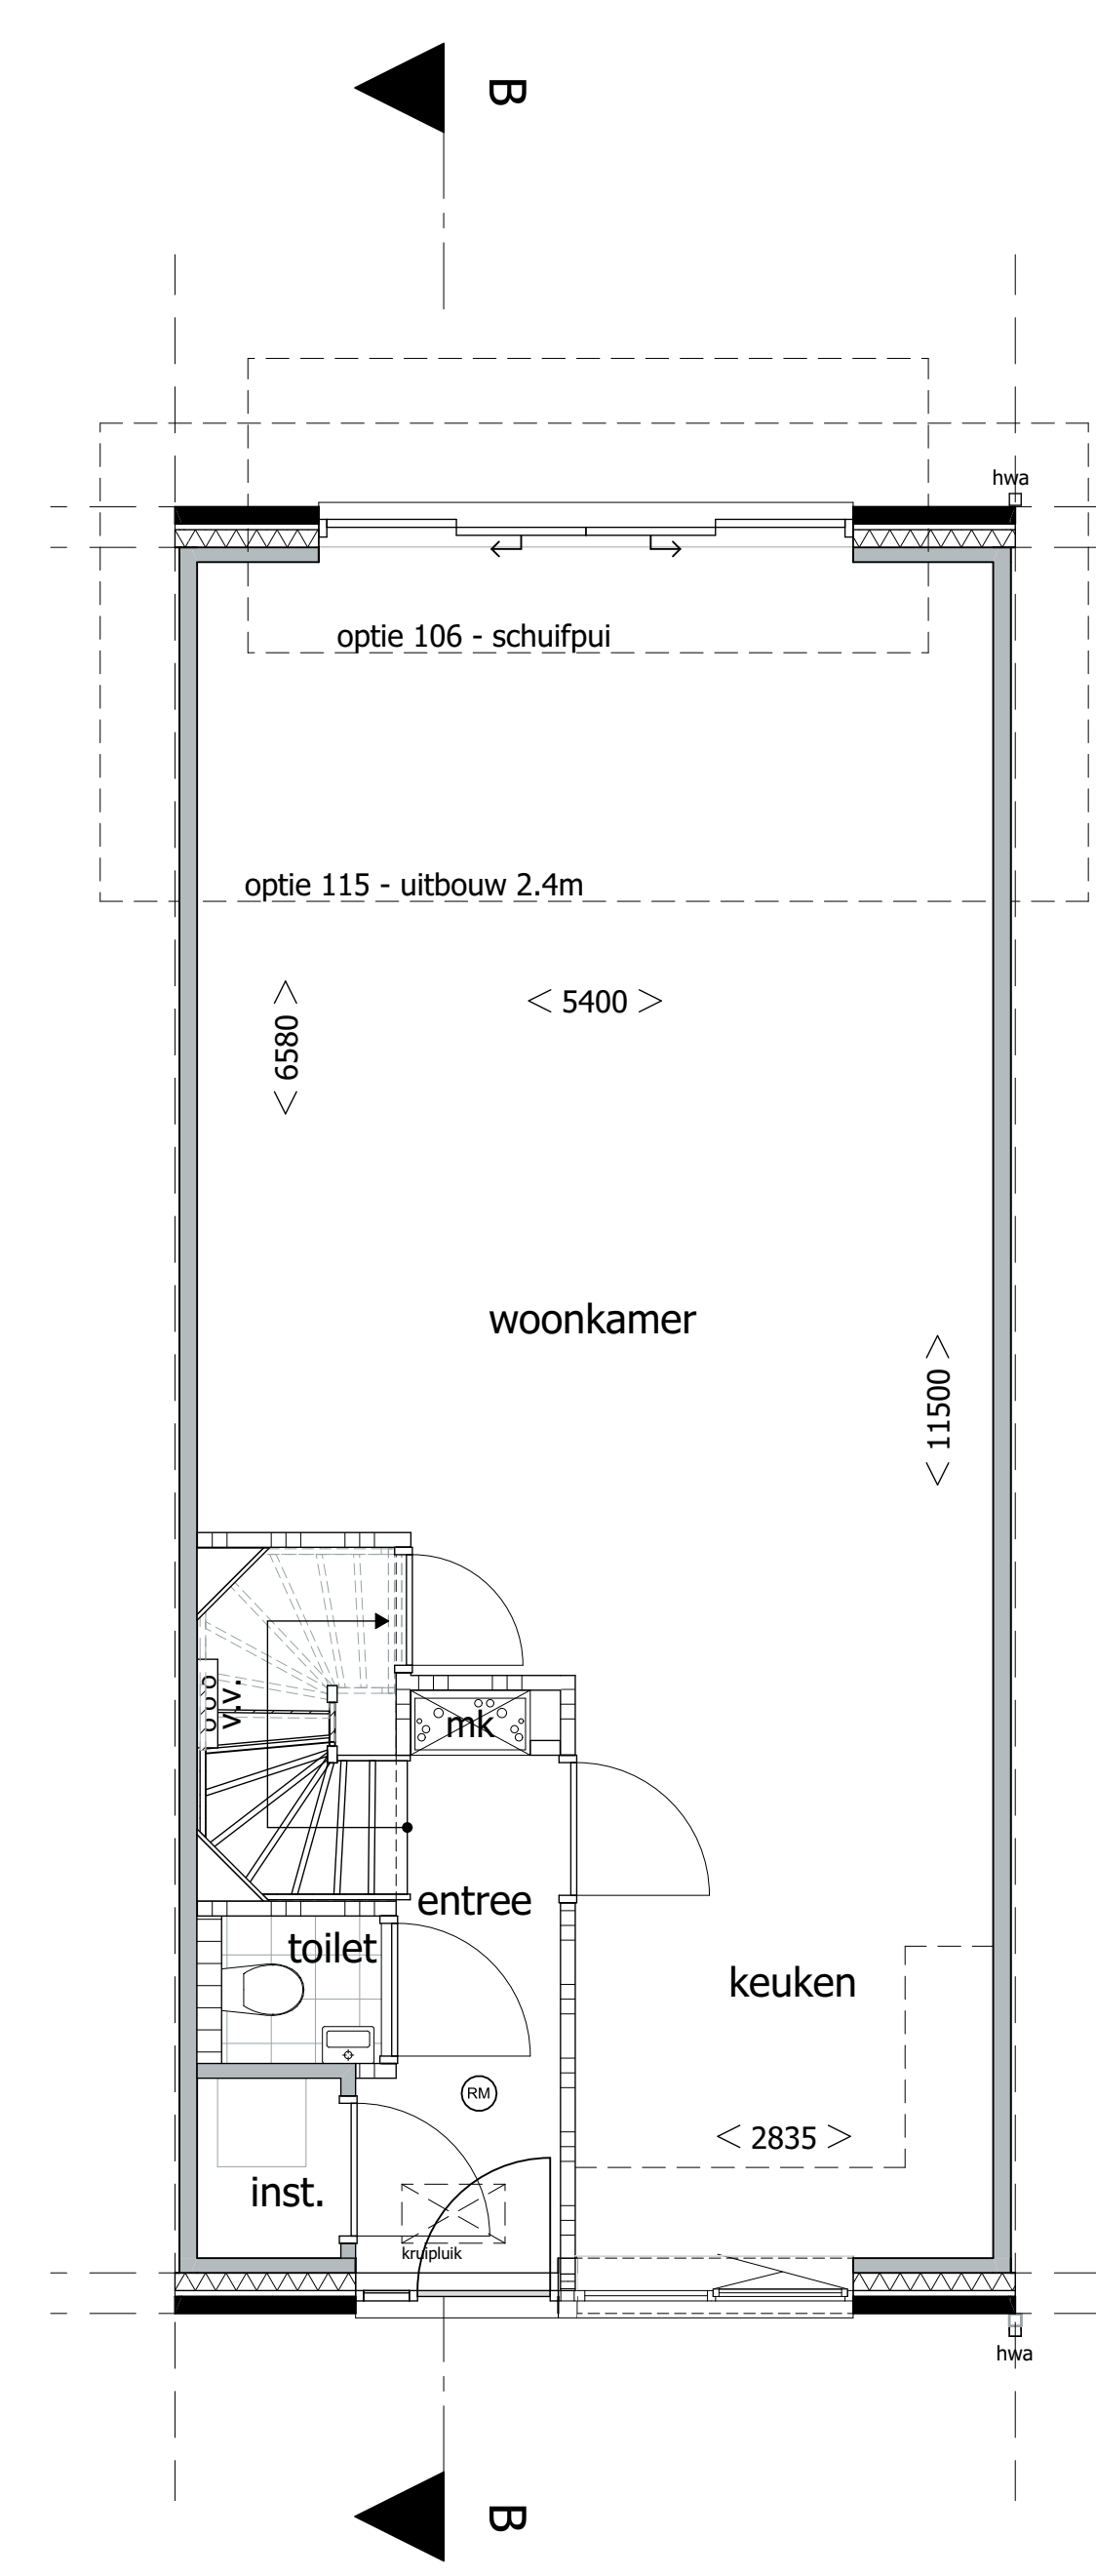 B
hwa
optie 106 - schuifpui
optie 115 - uitbouw 2.4m
< 5400 >
< 6580 >
woonkamer
< 11500 >
v.v.
mk
entree
toilet
keuken
RM
< 2835 >
inst.
kruipluik
hwa
B